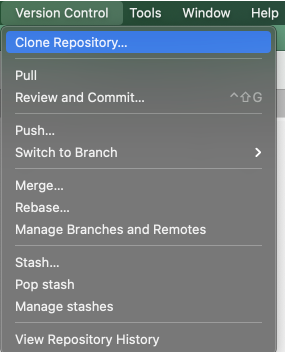 Version Control Tools Window Help
Clone Repository...
Pull
Review and Commit... ^⇧G
Push...
Switch to Branch
Merge...
Rebase...
Manage Branches and Remotes
Stash...
Pop stash
Manage stashes
View Repository History